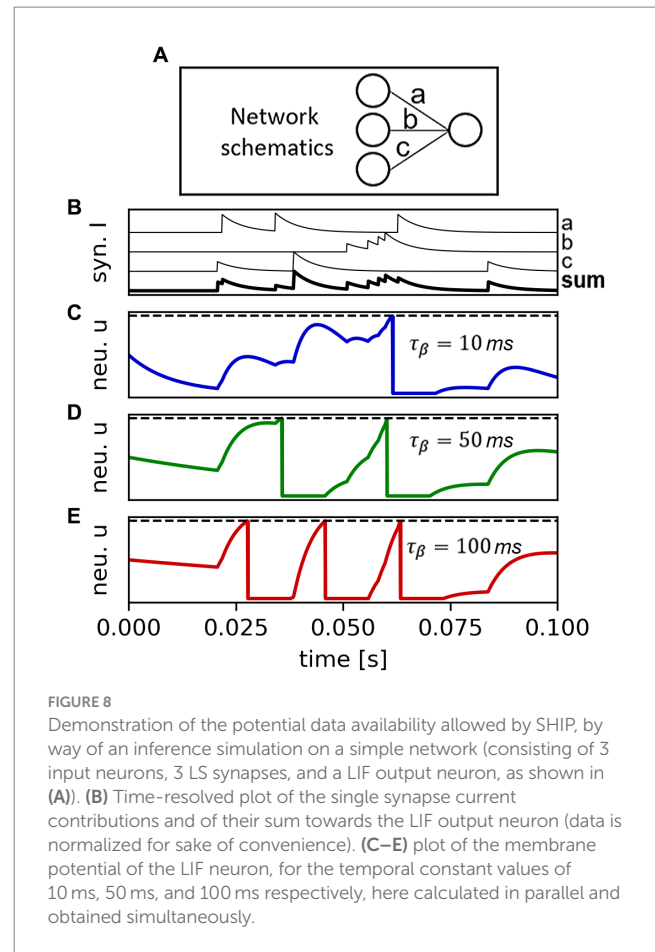 A
Network
schematics
a
b
c
B
syn. I
a
b
c
sum
C
neu. u
τβ = 10 ms
D
neu. u
τβ = 50 ms
E
neu. u
τβ = 100 ms
0.000 0.025 0.050 0.075 0.100
time [s]
FIGURE 8
Demonstration of the potential data availability allowed by SHIP, by
way of an inference simulation on a simple network (consisting of 3
input neurons, 3 LS synapses, and a LIF output neuron, as shown in
(A)). (B) Time-resolved plot of the single synapse current
contributions and of their sum towards the LIF output neuron (data is
normalized for sake of convenience). (C–E) plot of the membrane
potential of the LIF neuron, for the temporal constant values of
10 ms, 50 ms, and 100 ms respectively, here calculated in parallel and
obtained simultaneously.